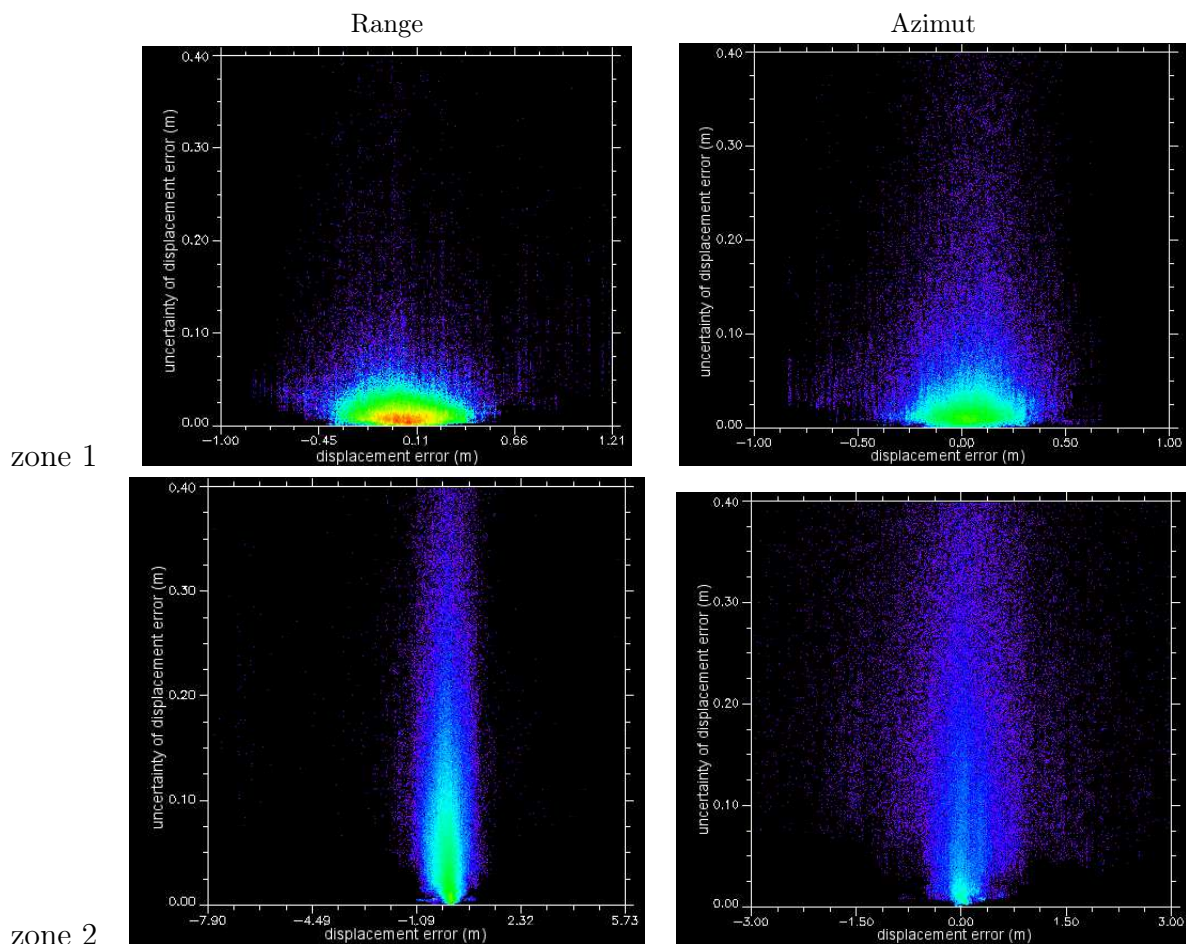 Range
Azimut
uncertainty of displacement error (m)
0.40
0.30
0.20
0.10
0.00
−1.00 −0.45 0.11 0.66 1.21
displacement error (m)
uncertainty of displacement error (m)
0.40
0.30
0.20
0.10
0.00
−1.00 −0.50 0.00 0.50 1.00
displacement error (m)
zone 1
uncertainty of displacement error (m)
0.40
0.30
0.20
0.10
0.00
−7.90 −4.49 −1.09 2.32 5.73
displacement error (m)
uncertainty of displacement error (m)
0.40
0.30
0.20
0.10
0.00
−3.00 −1.50 0.00 1.50 3.00
displacement error (m)
zone 2